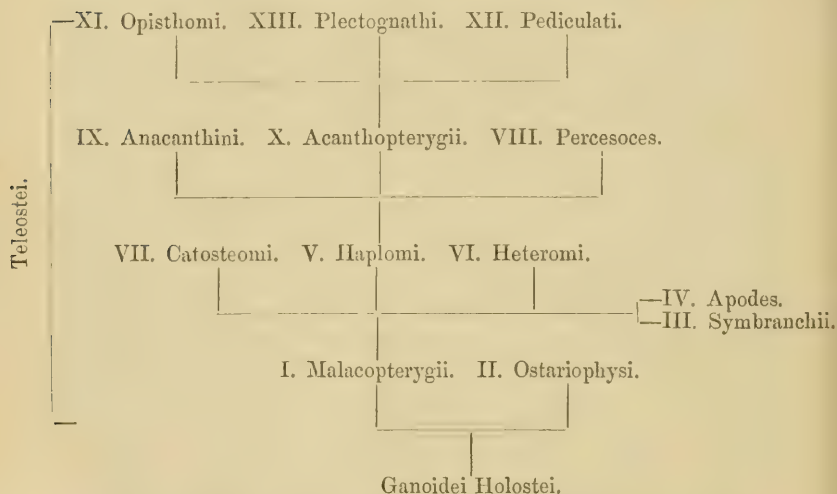 XI. Opisthomi. XIII. Plectognathi. XII. Pediculati.
IX. Anacanthini. X. Acanthopterygii. VIII. Percesoces.
Teleostei.
VII. Catosteomi. V. Haplomi. VI. Heteromi.
IV. Apodes.
III. Symbranchii.
I. Malacopterygii. II. Ostariophysi.
Ganoidei Holostei.